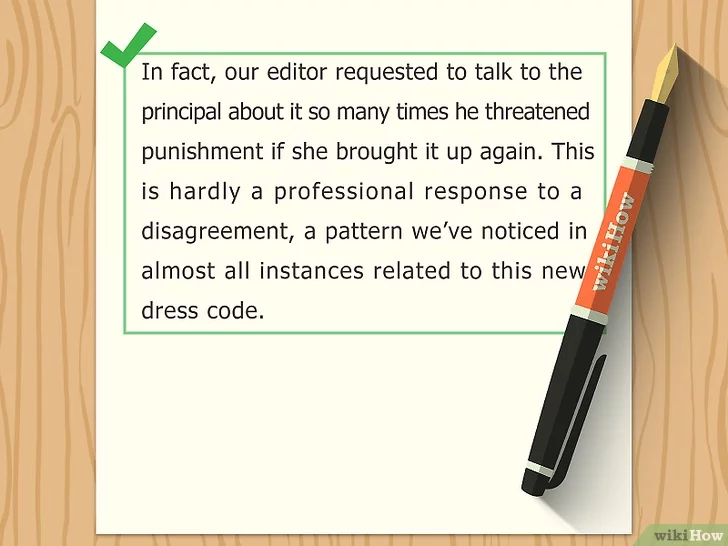 In fact, our editor requested to talk to the
principal about it so many times he threatened
punishment if she brought it up again. This
is hardly a professional response to a
disagreement, a pattern we've noticed in
almost all instances related to this new
dress code.
wikiHow
wikiHow